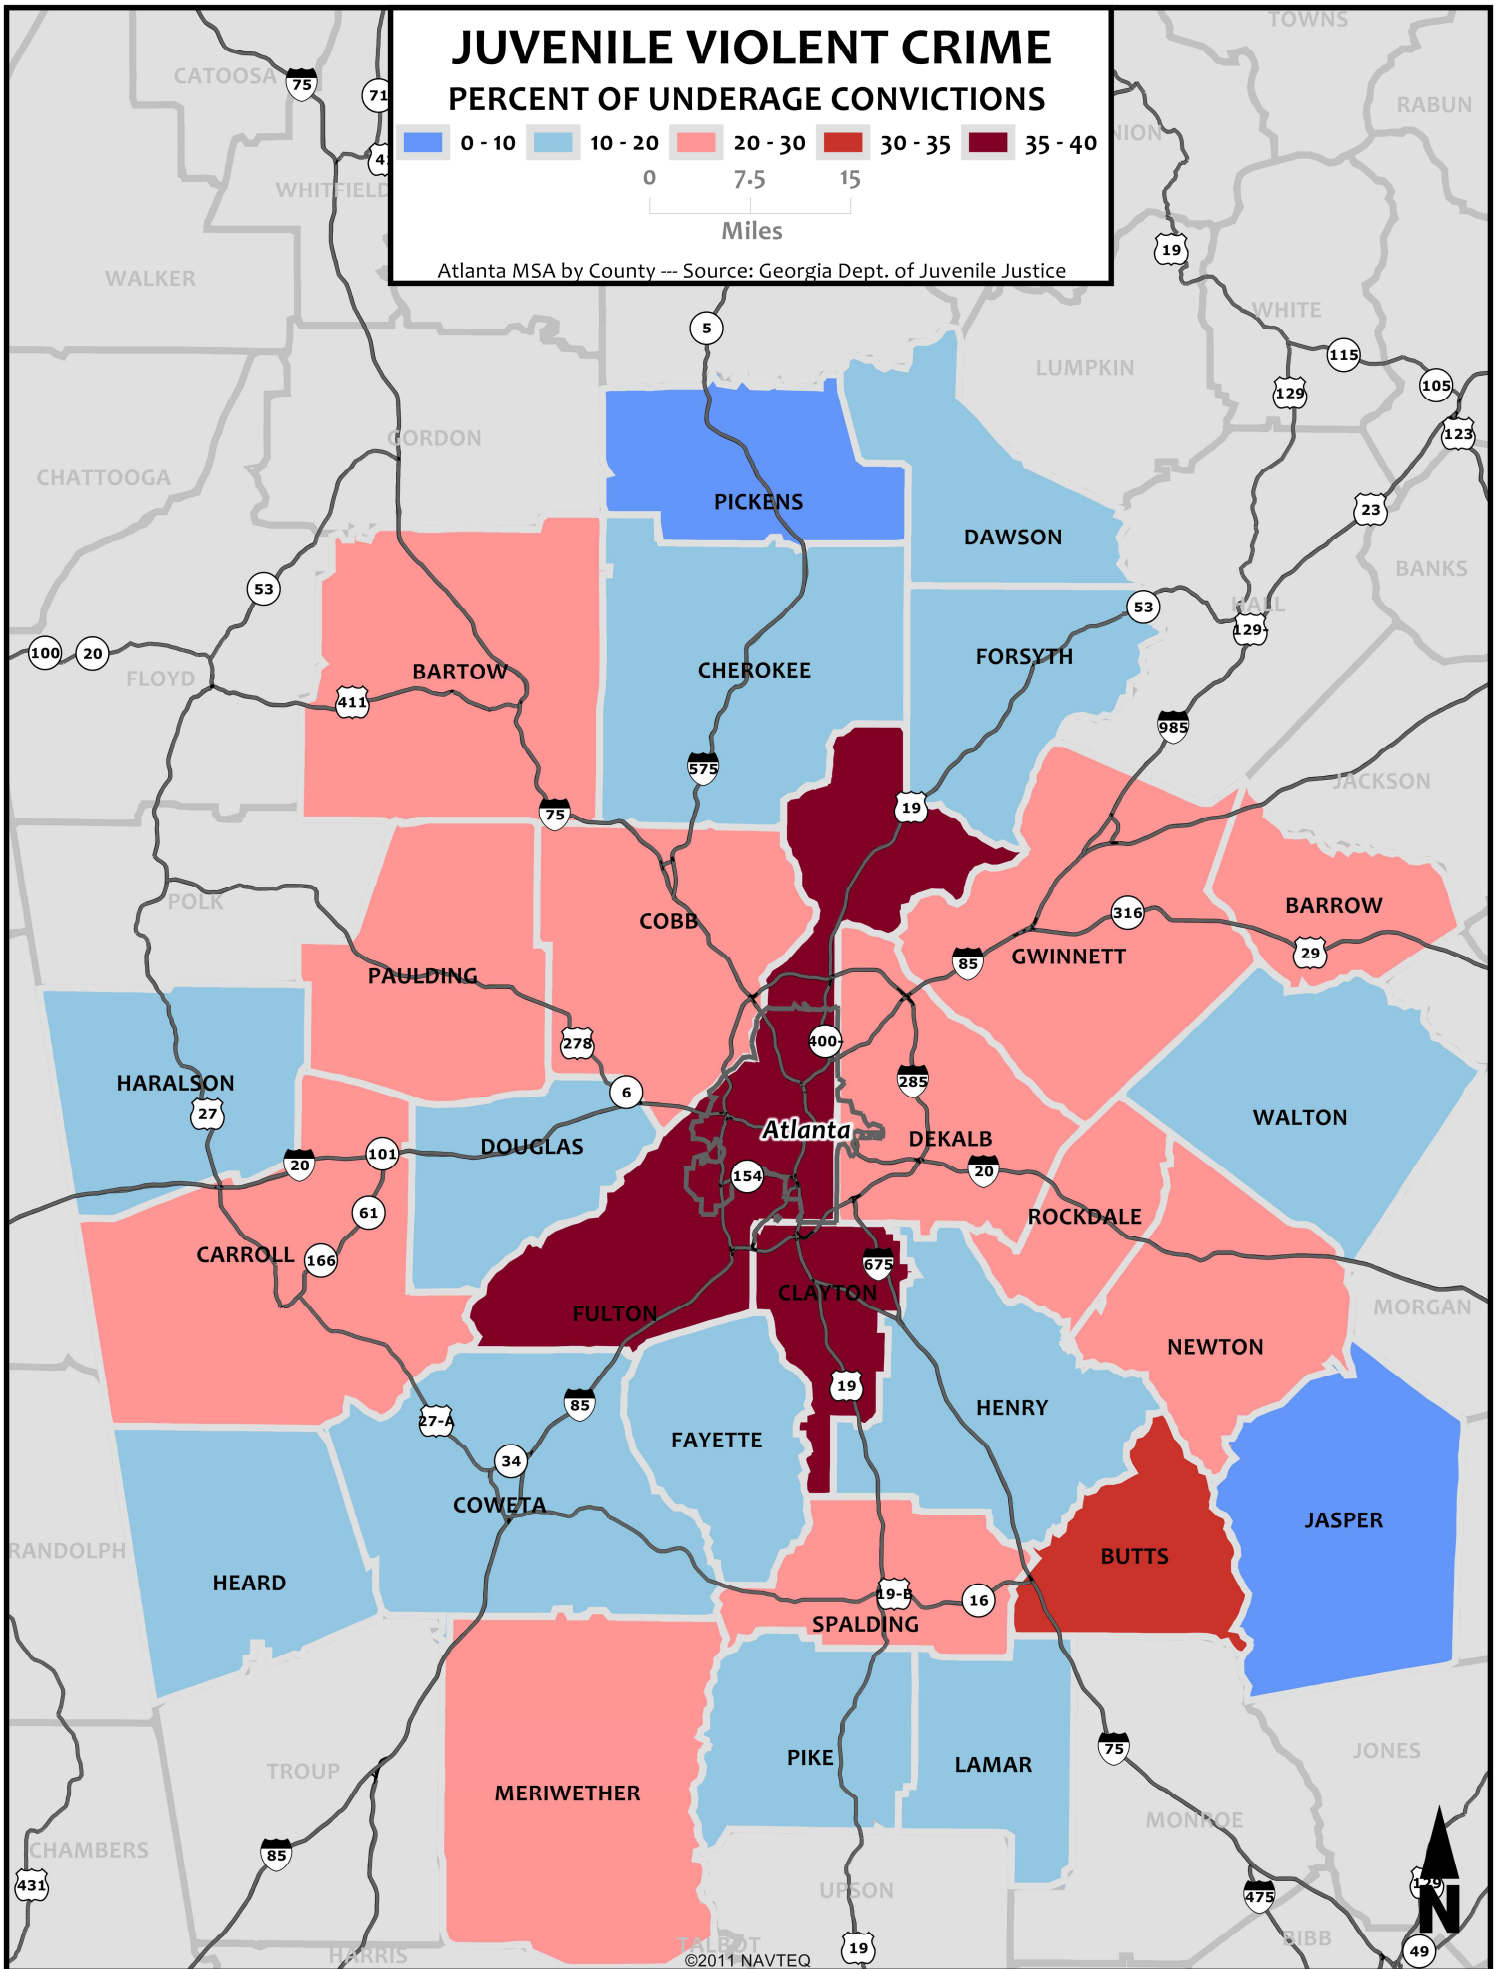 JUVENILE VIOLENT CRIME
PERCENT OF UNDERAGE CONVICTIONS
0 - 10 10 - 20 20 - 30 30 - 35 35 - 40
0 7.5 15
Miles
Atlanta MSA by County --- Source: Georgia Dept. of Juvenile Justice
TOWNS
CATOOSA
75
71
RABUN
NION
WHITFIELD
19
WALKER
WHITE
5
115
LUMPKIN
105
129
123
GORDON
CHATTOOGA
PICKENS
23
DAWSON
BANKS
53
53
HALL
129-
100
20
FORSYTH
FLOYD
BARTOW
CHEROKEE
411
985
575
JACKSON
19
75
POLK
BARROW
316
COBB
29
GWINNETT
85
PAULDING
278
400-
285
HARALSON
6
27
WALTON
Atlanta
DEKALB
DOUGLAS
101
20
20
154
61
ROCKDALE
CARROLL
166
675
CLAYTON
MORGAN
FULTON
NEWTON
19
85
HENRY
27-A
FAYETTE
34
COWETA
JASPER
RANDOLPH
BUTTS
HEARD
19-B
16
SPALDING
75
JONES
PIKE
LAMAR
TROUP
MERIWETHER
MONROE
CHAMBERS
85
431
UPSON
129
475
N
BIBB
TALBOT
19
49
HARRIS
©2011 NAVTEQ